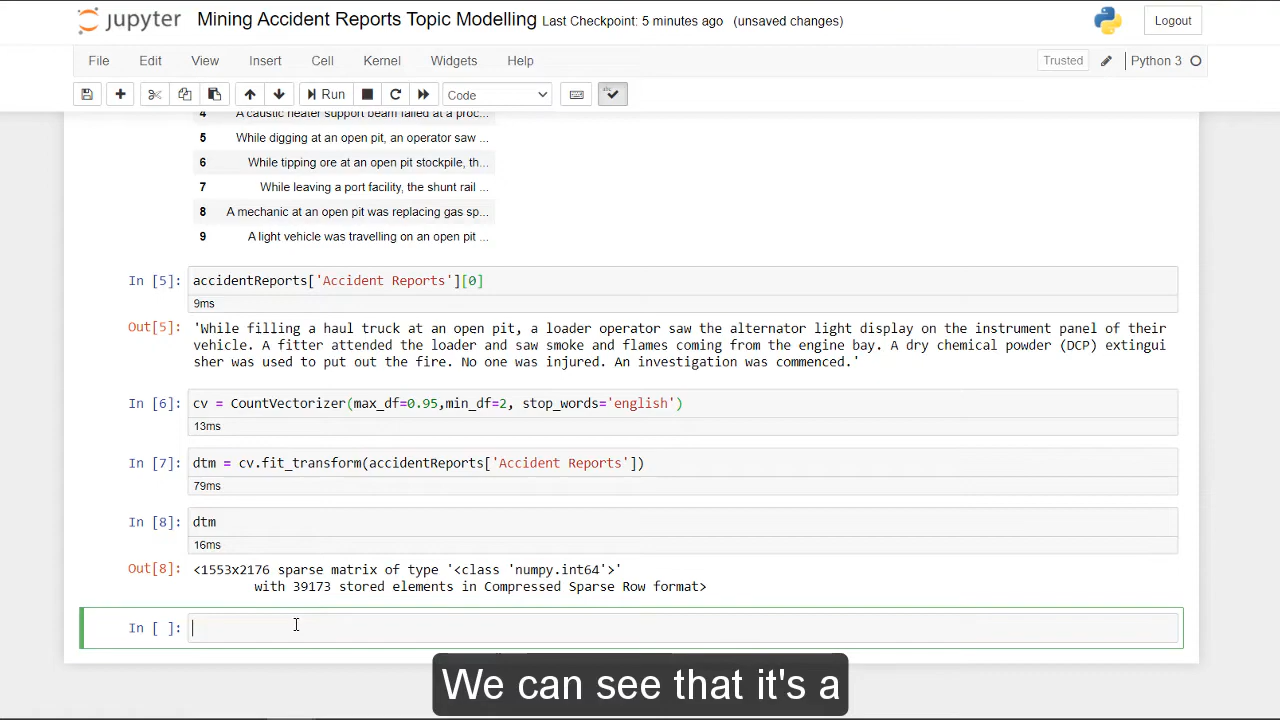 jupyter Mining Accident Reports Topic Modelling Last Checkpoint: 5 minutes ago (unsaved changes) Logout
File Edit View Insert Cell Kernel Widgets Help Trusted Python 3
Run Code
4 A caustic heater support beam failed at a proc...
5 While digging at an open pit, an operator saw ...
6 While tipping ore at an open pit stockpile, th...
7 While leaving a port facility, the shunt rail ...
8 A mechanic at an open pit was replacing gas sp...
9 A light vehicle was travelling on an open pit ...
In [5]: accidentReports['Accident Reports'][0]
9ms
Out[5]: 'While filling a haul truck at an open pit, a loader operator saw the alternator light display on the instrument panel of their
vehicle. A fitter attended the loader and saw smoke and flames coming from the engine bay. A dry chemical powder (DCP) extingui
sher was used to put out the fire. No one was injured. An investigation was commenced.'
In [6]: cv = CountVectorizer(max_df=0.95,min_df=2, stop_words='english')
13ms
In [7]: dtm = cv.fit_transform(accidentReports['Accident Reports'])
79ms
In [8]: dtm
16ms
Out[8]: <1553x2176 sparse matrix of type '<class 'numpy.int64'>'
with 39173 stored elements in Compressed Sparse Row format>
In [ ]:
We can see that it's a